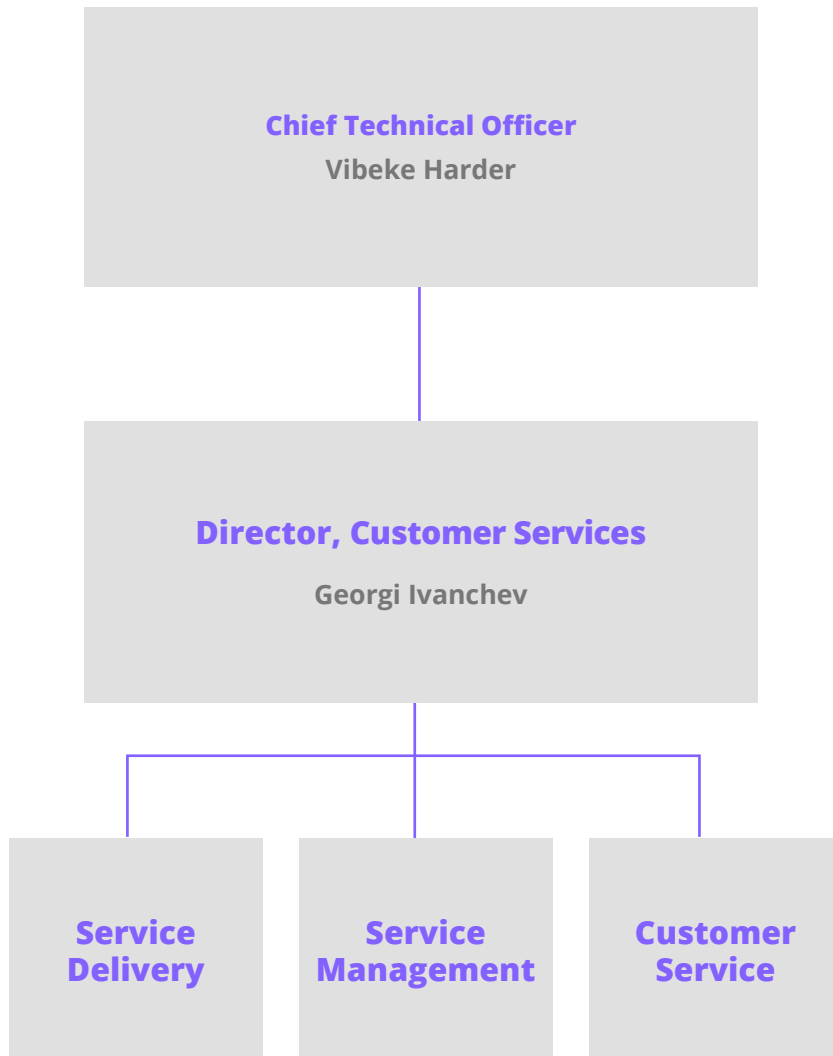 Chief Technical Officer
Vibeke Harder
Director, Customer Services
Georgi Ivanchev
Service
Delivery
Service
Management
Customer
Service